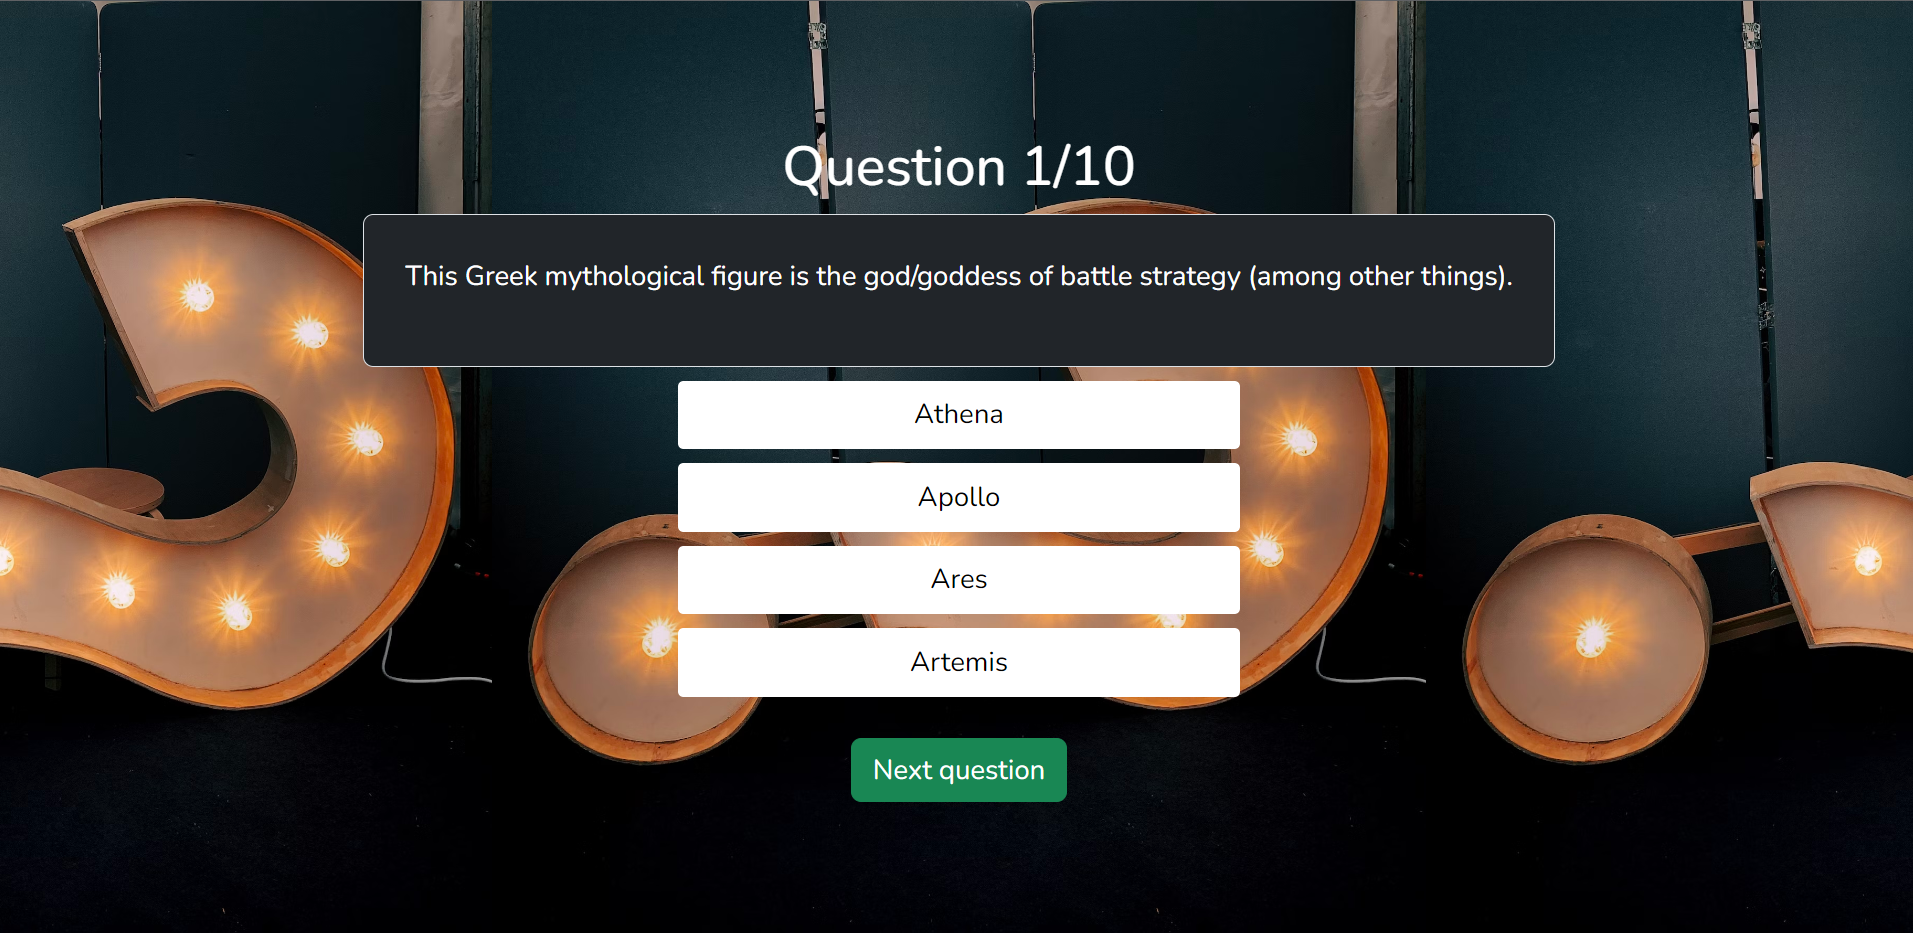 Question 1/10
This Greek mythological figure is the god/goddess of battle strategy (among other things).
Athena
Apollo
Ares
Artemis
Next question